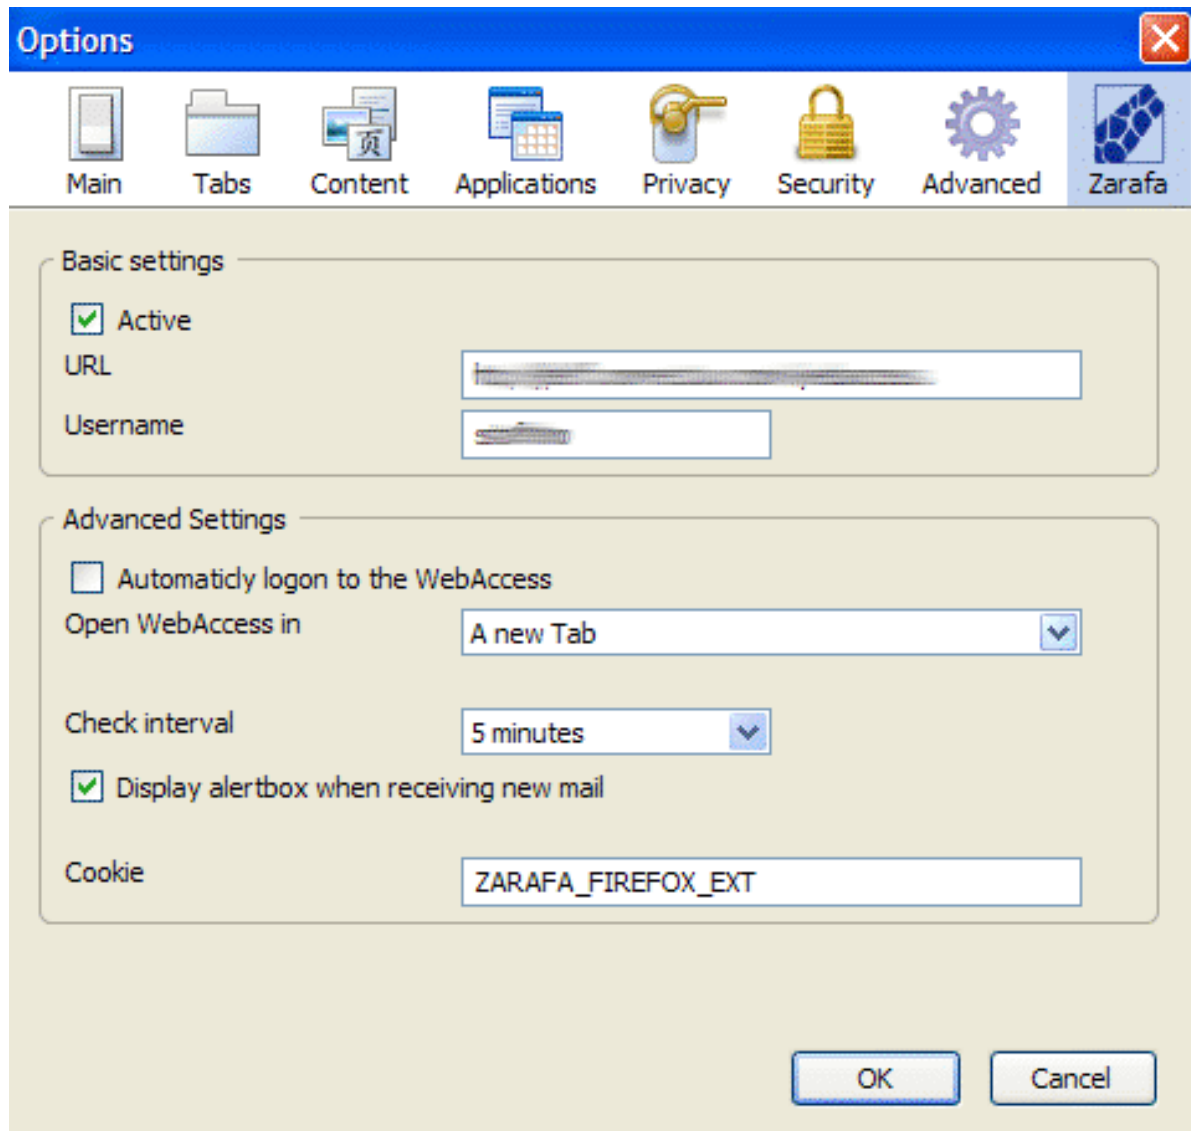 Options
Main Tabs Content Applications Privacy Security Advanced Zarafa
Basic settings
Active
URL
Username
Advanced Settings
Automaticly logon to the WebAccess
Open WebAccess in A new Tab
Check interval 5 minutes
Display alertbox when receiving new mail
Cookie ZARAFA_FIREFOX_EXT
OK Cancel